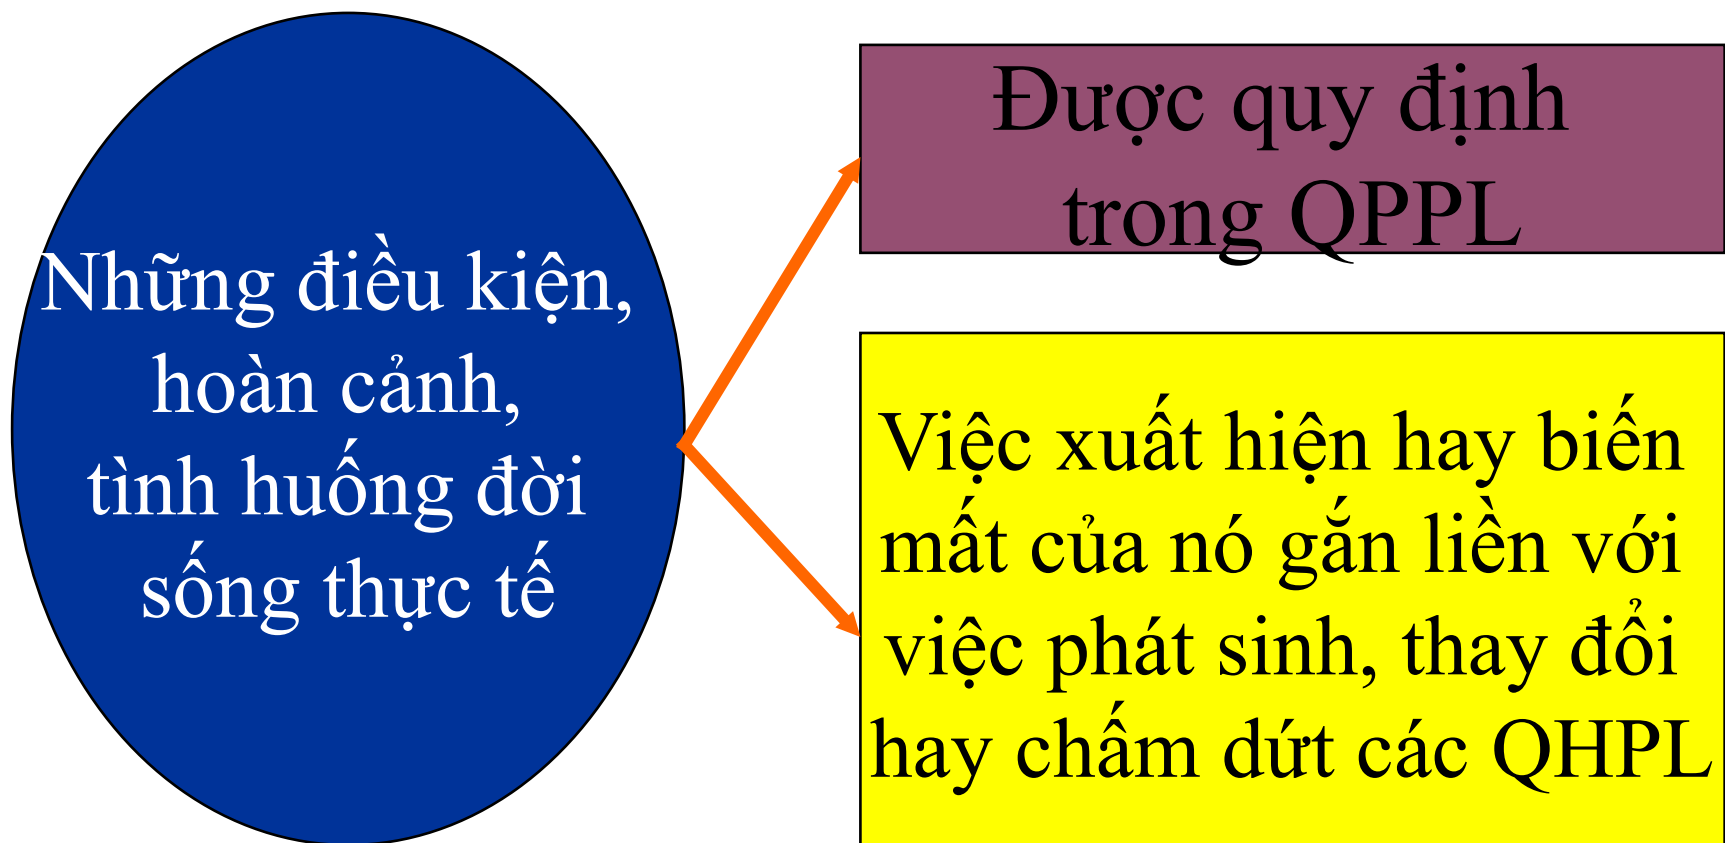 Những điều kiện,
hoàn cảnh,
tình huống đời
sống thực tế
Được quy định
trong QPPL
Việc xuất hiện hay biến
mất của nó gắn liền với
việc phát sinh, thay đổi
hay chấm dứt các QHPL